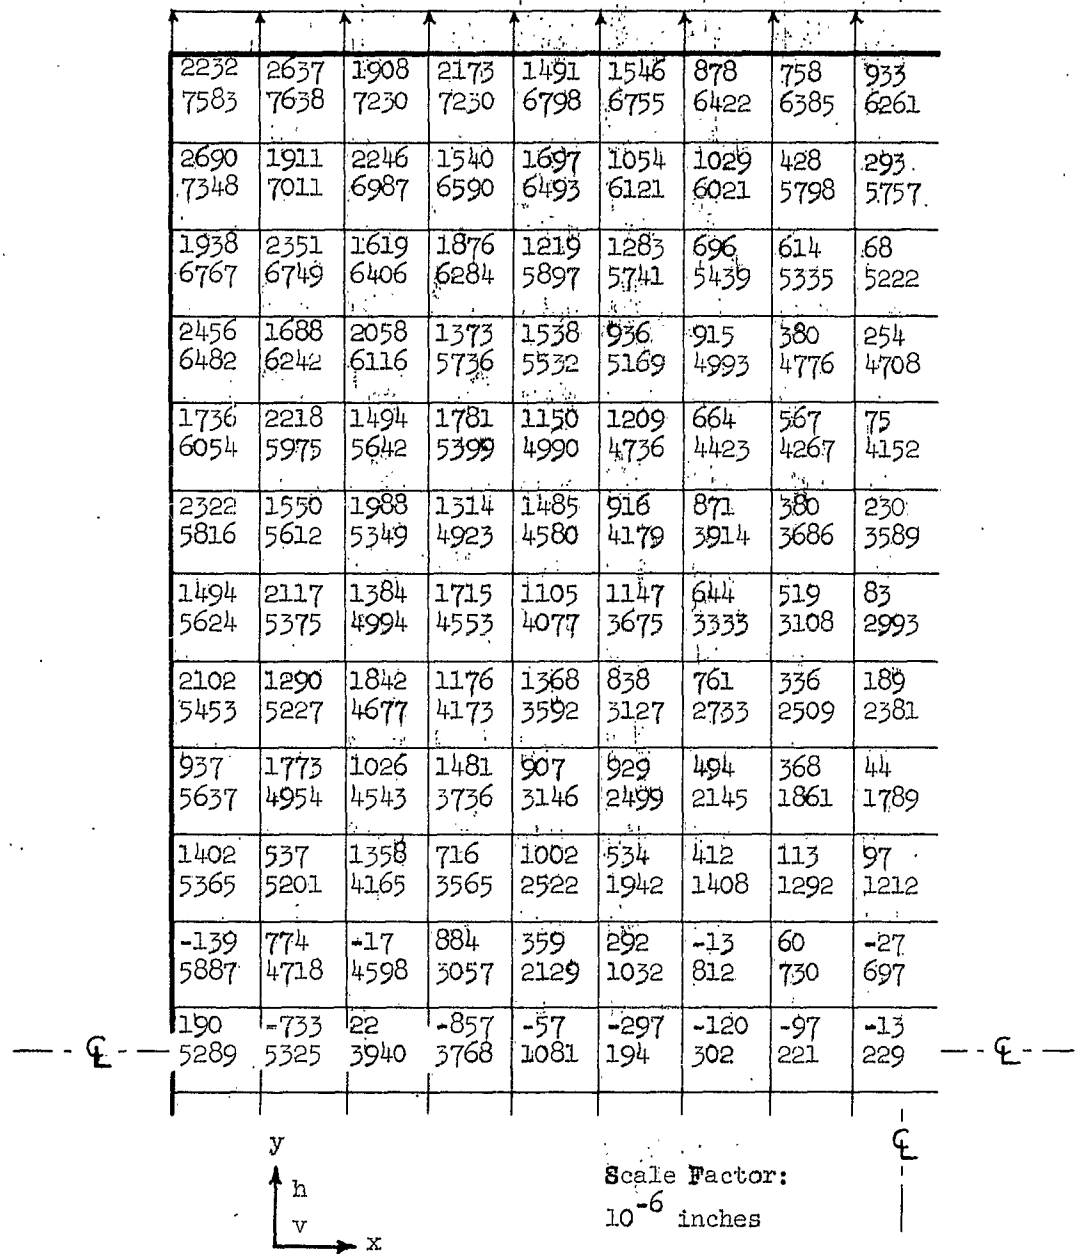 2232 2637 1908 2173 1491 1546 878 758 933
7583 7638 7230 7230 6798 6755 6422 6385 6261
2690 1911 2246 1540 1697 1054 1029 428 293
7348 7011 6987 6590 6493 6121 6021 5798 5757
1938 2351 1619 1876 1219 1283 696 614 68
6767 6749 6406 6284 5897 5741 5439 5335 5222
2456 1688 2058 1373 1538 936 915 380 254
6482 6242 6116 5736 5532 5169 4993 4776 4708
1736 2218 1494 1781 1150 1209 664 567 75
6054 5975 5642 5399 4990 4736 4423 4267 4152
2322 1550 1988 1314 1485 916 871 380 230
5816 5612 5349 4923 4580 4179 3914 3686 3589
1494 2117 1384 1715 1105 1147 644 519 83
5624 5375 4994 4553 4077 3675 3333 3108 2993
2102 1290 1842 1176 1368 838 761 336 189
5453 5227 4677 4173 3592 3127 2733 2509 2381
937 1773 1026 1481 907 929 494 368 44
5637 4954 4543 3736 3146 2499 2145 1861 1789
1402 537 1358 716 1002 534 412 113 97
5365 5201 4165 3565 2522 1942 1408 1292 1212
-139 774 -17 884 359 292 -13 60 -27
5887 4718 4598 3057 2129 1032 812 730 697
190 -733 22 -857 -57 -297 -120 -97 -13
℄ 5289 5325 3940 3768 1081 194 302 221 229 ℄
℄
y
h
v
x
Scale Factor:
10⁻⁶ inches